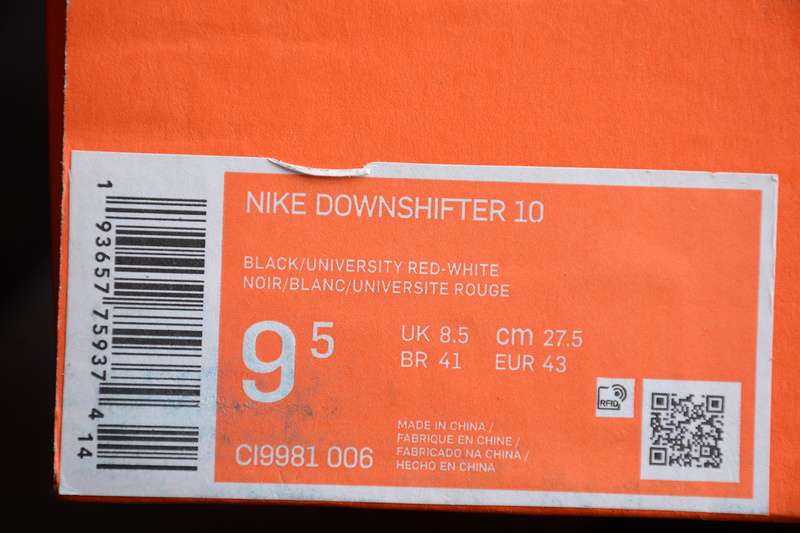 NIKE DOWNSHIFTER 10
BLACK/UNIVERSITY RED-WHITE
NOIR/BLANC/UNIVERSITE ROUGE
9 5
UK 8.5 cm 27.5
BR 41 EUR 43
RFID
MADE IN CHINA /
FABRIQUE EN CHINE /
FABRICADO NA CHINA /
HECHO EN CHINA
CI9981 006
1 93657 75937 4 14